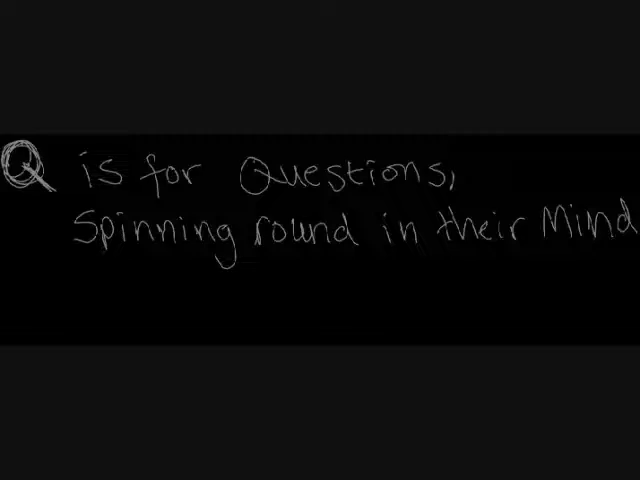 Q is for Questions,
Spinning round in their Mind